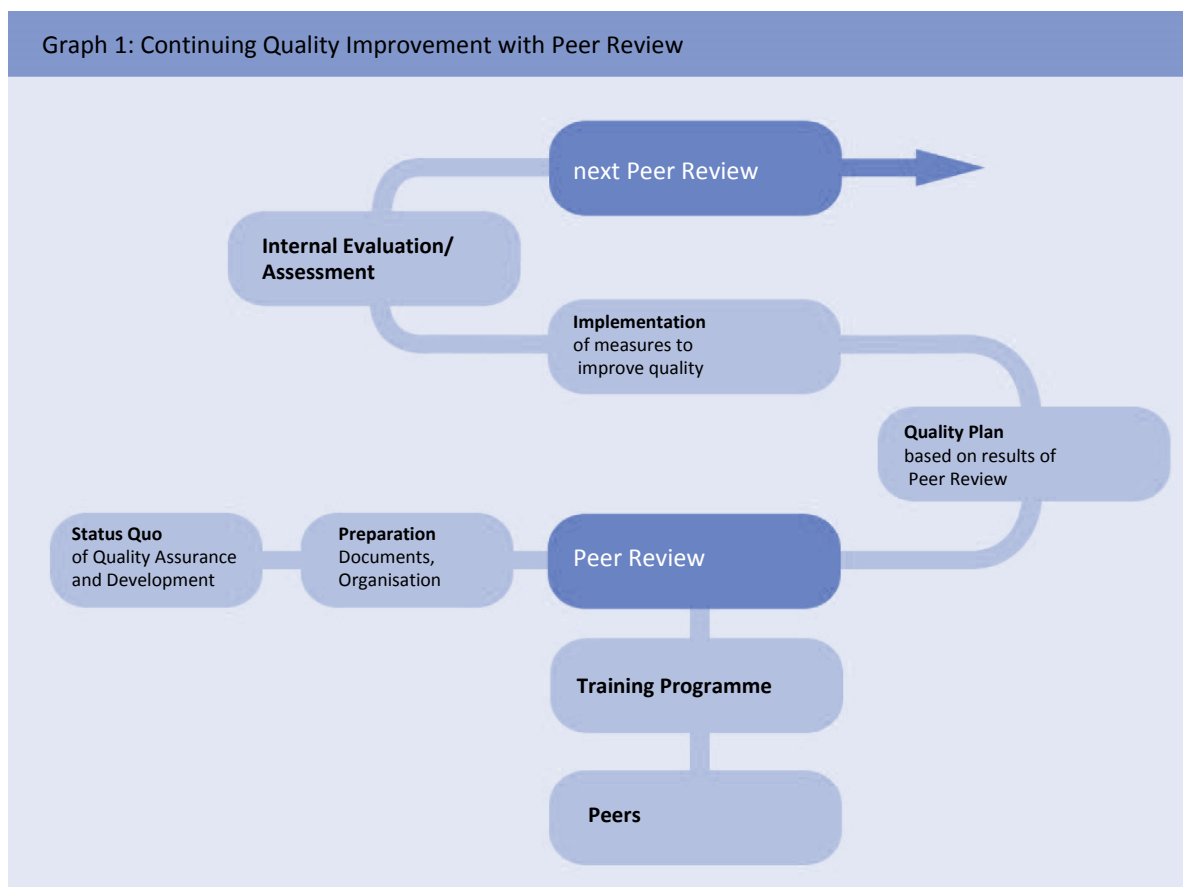 Graph 1: Continuing Quality Improvement with Peer Review
next Peer Review
Internal Evaluation/
Assessment
Implementation
of measures to
improve quality
Quality Plan
based on results of
Peer Review
Status Quo
of Quality Assurance
and Development
Preparation
Documents,
Organisation
Peer Review
Training Programme
Peers